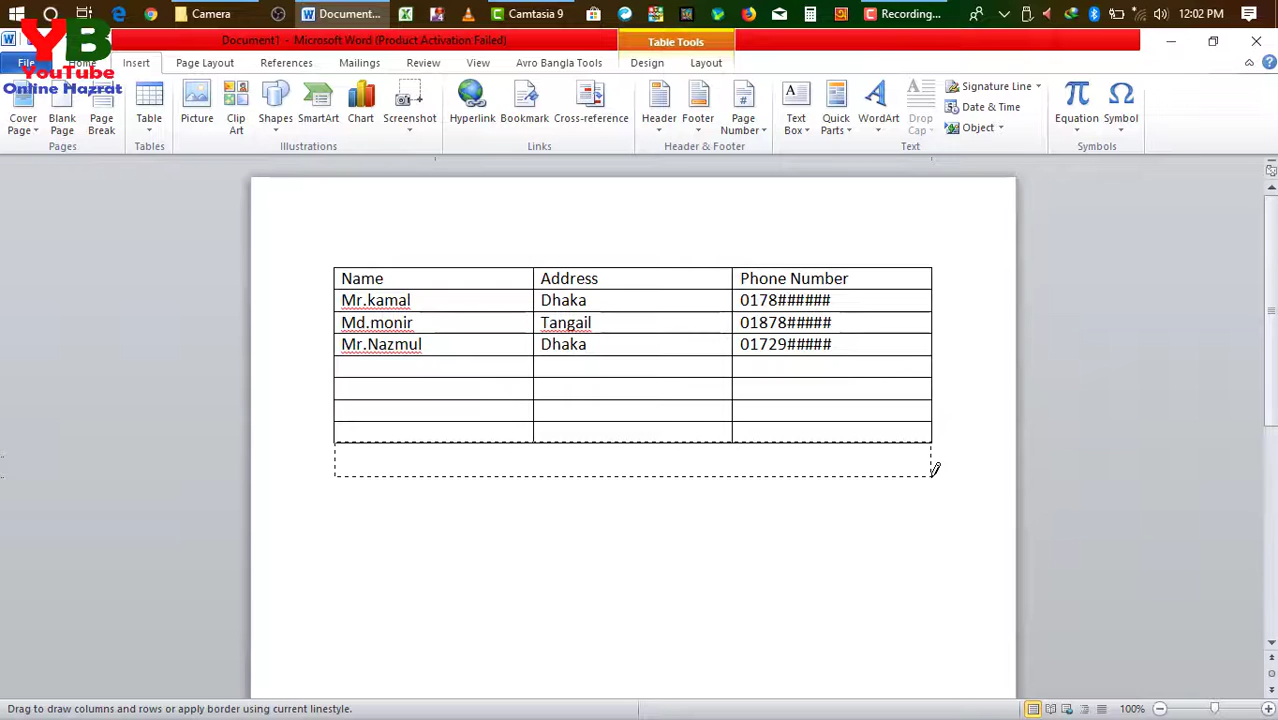 Camera
Document...
Camtasia 9
Recording...
12:02 PM
YB
YouTube
Online Hazrat
Document1 - Microsoft Word (Product Activation Failed)
Table Tools
File
Home
Insert
Page Layout
References
Mailings
Review
View
Avro Bangla Tools
Design
Layout
Cover Page
Blank Page
Page Break
Table
Picture
Clip Art
Shapes
SmartArt
Chart
Screenshot
Hyperlink
Bookmark
Cross-reference
Header
Footer
Page Number
Text Box
Quick Parts
WordArt
Drop Cap
Signature Line
Date & Time
Object
Equation
Symbol
Pages
Tables
Illustrations
Links
Header & Footer
Text
Symbols
Name Address Phone Number
Mr.kamal Dhaka 0178######
Md.monir Tangail 01878#####
Mr.Nazmul Dhaka 01729#####
Drag to draw columns and rows or apply border using current linestyle.
100%